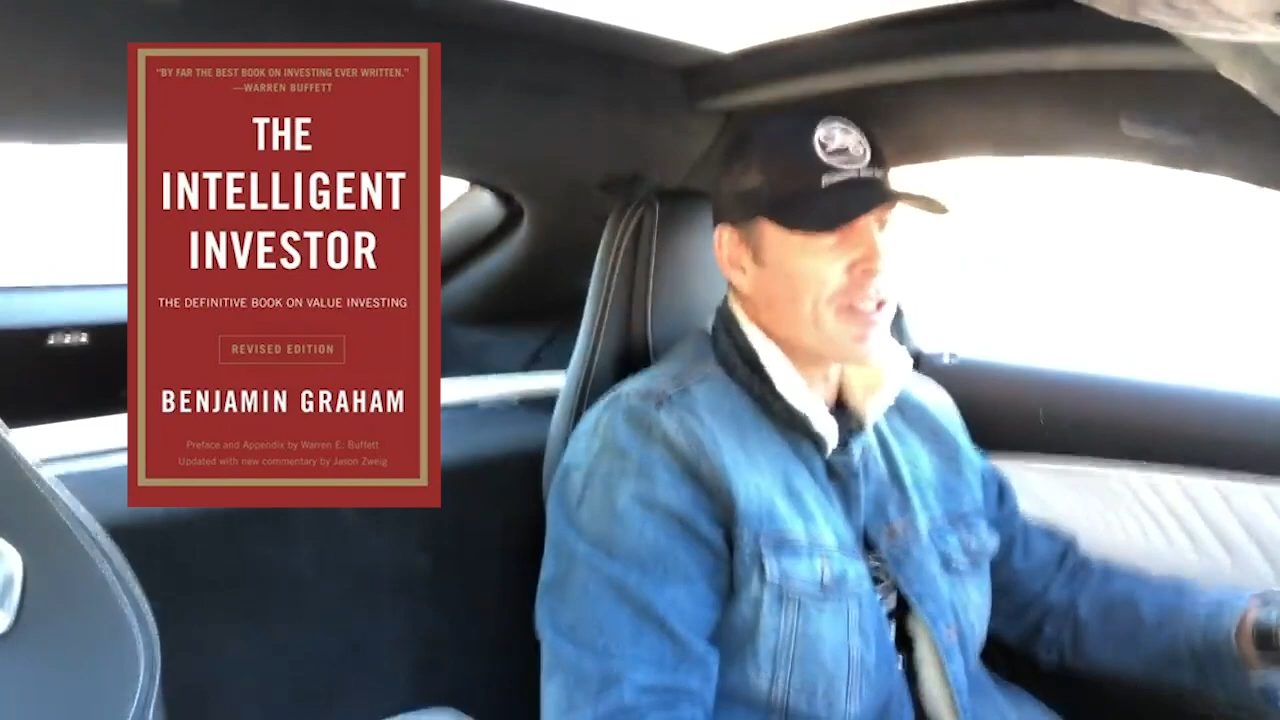 "BY FAR THE BEST BOOK ON INVESTING EVER WRITTEN."
—WARREN BUFFETT
THE
INTELLIGENT
INVESTOR
THE DEFINITIVE BOOK ON VALUE INVESTING
REVISED EDITION
BENJAMIN GRAHAM
Preface and Appendix by Warren E. Buffett
Updated with new commentary by Jason Zweig